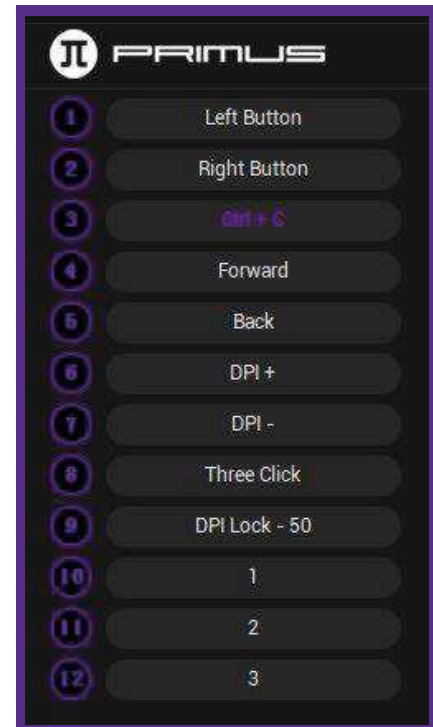 PRIMUS
1 Left Button
2 Right Button
3 Ctrl + C
4 Forward
5 Back
6 DPI +
7 DPI -
8 Three Click
9 DPI Lock - 50
10 1
11 2
12 3